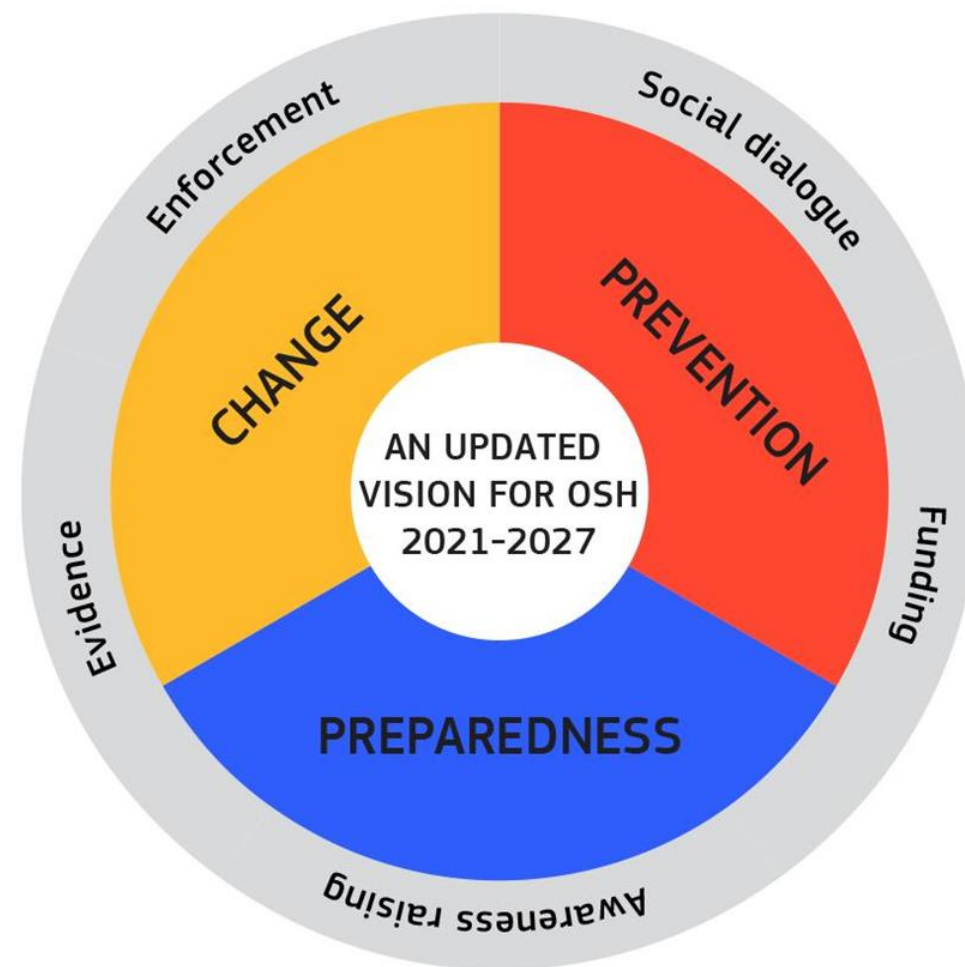 Enforcement
Social dialogue
CHANGE
PREVENTION
AN UPDATED
VISION FOR OSH
2021-2027
Evidence
Funding
PREPAREDNESS
Awareness raising